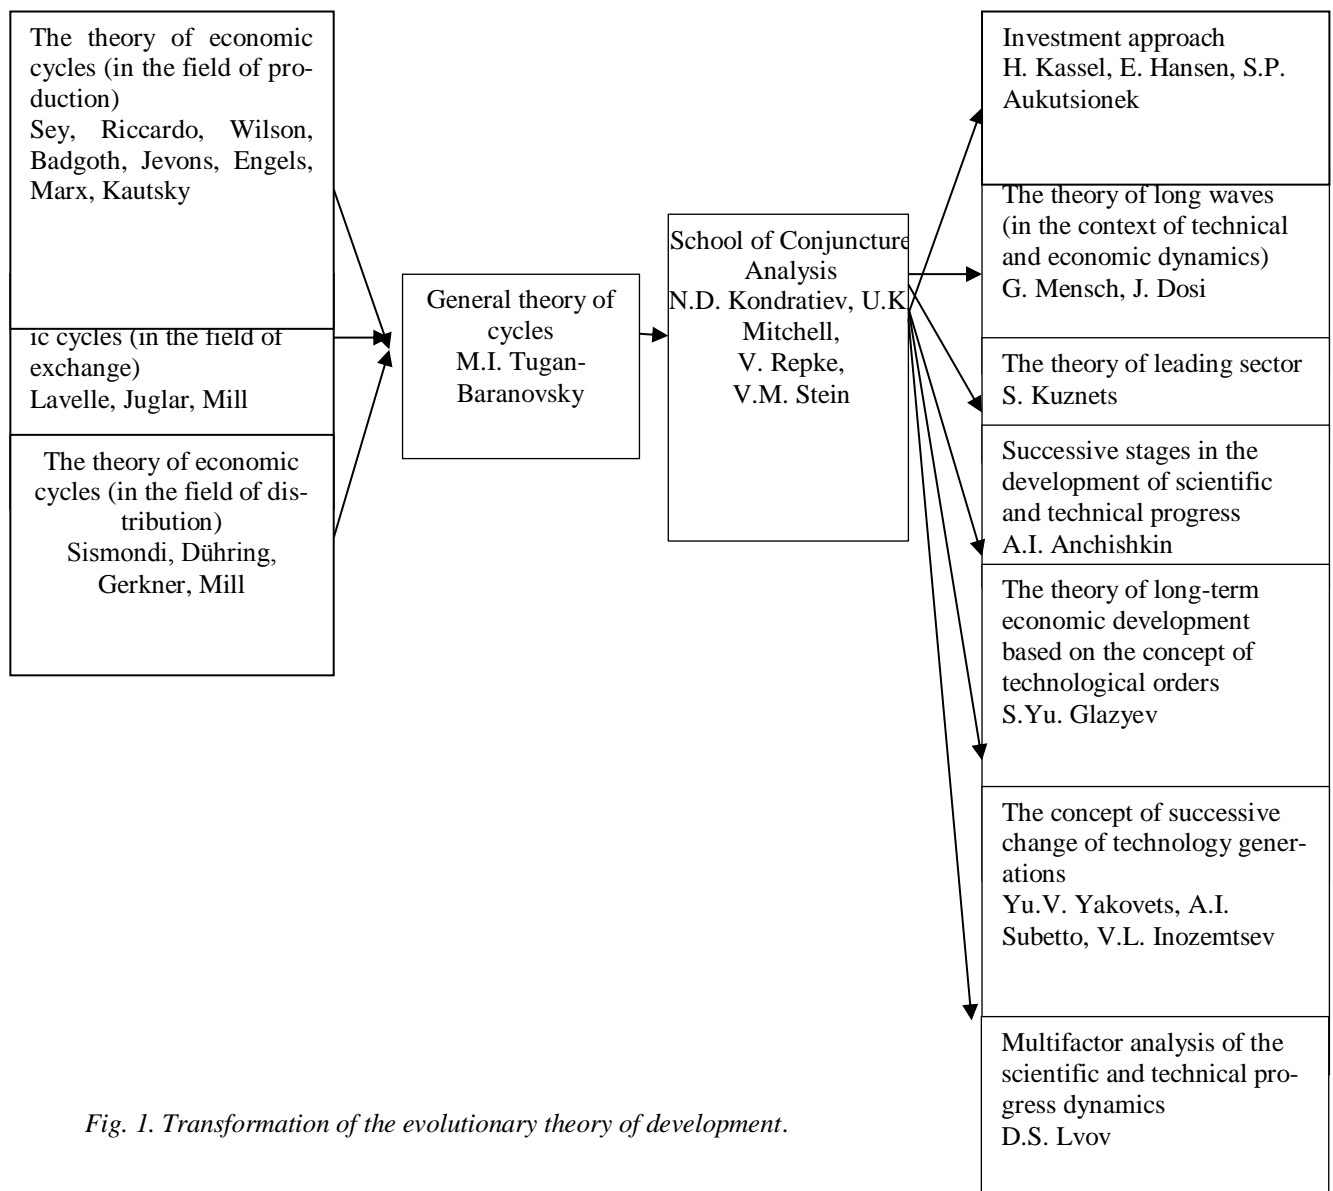 The theory of economic
cycles (in the field of pro-
duction)
Sey, Riccardo, Wilson,
Badgoth, Jevons, Engels,
Marx, Kautsky
ic cycles (in the field of
exchange)
Lavelle, Juglar, Mill
The theory of economic
cycles (in the field of dis-
tribution)
Sismondi, Dühring,
Gerkner, Mill
General theory of
cycles
M.I. Tugan-
Baranovsky
School of Conjuncture
Analysis
N.D. Kondratiev, U.K.
Mitchell,
V. Repke,
V.M. Stein
Investment approach
H. Kassel, E. Hansen, S.P.
Aukutsionek
The theory of long waves
(in the context of technical
and economic dynamics)
G. Mensch, J. Dosi
The theory of leading sector
S. Kuznets
Successive stages in the
development of scientific
and technical progress
A.I. Anchishkin
The theory of long-term
economic development
based on the concept of
technological orders
S.Yu. Glazyev
The concept of successive
change of technology gener-
ations
Yu.V. Yakovets, A.I.
Subetto, V.L. Inozemtsev
Multifactor analysis of the
scientific and technical pro-
gress dynamics
D.S. Lvov
Fig. 1. Transformation of the evolutionary theory of development.